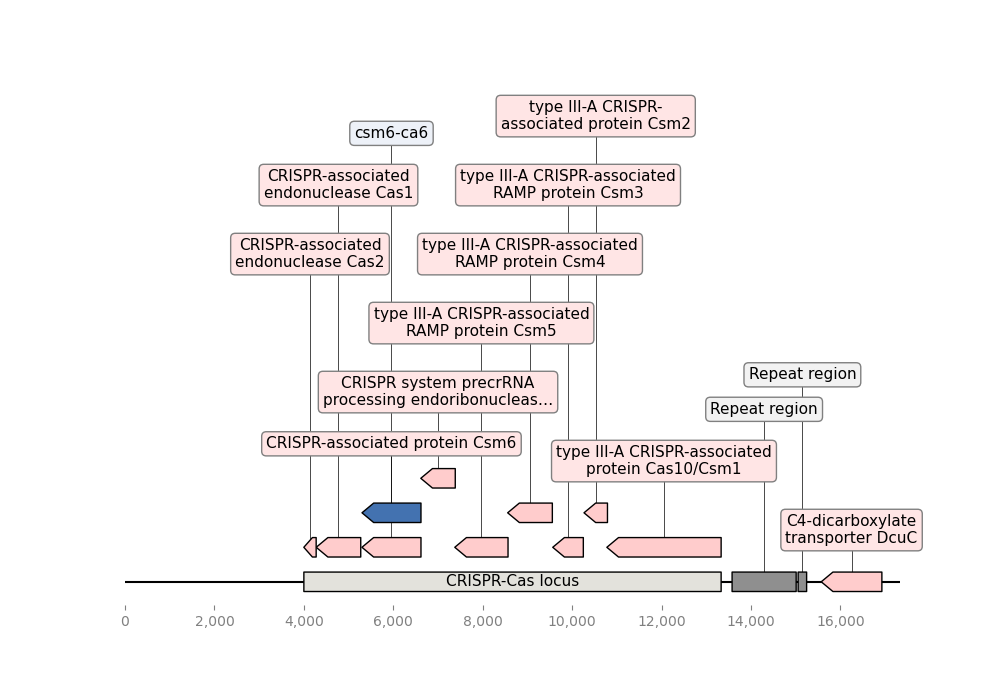 type III-A CRISPR-
associated protein Csm2
csm6-ca6
CRISPR-associated
endonuclease Cas1
type III-A CRISPR-associated
RAMP protein Csm3
CRISPR-associated
endonuclease Cas2
type III-A CRISPR-associated
RAMP protein Csm4
type III-A CRISPR-associated
RAMP protein Csm5
Repeat region
CRISPR system precrRNA
processing endoribonucleas…
Repeat region
CRISPR-associated protein Csm6
type III-A CRISPR-associated
protein Cas10/Csm1
C4-dicarboxylate
transporter DcuC
CRISPR-Cas locus
0 2,000 4,000 6,000 8,000 10,000 12,000 14,000 16,000